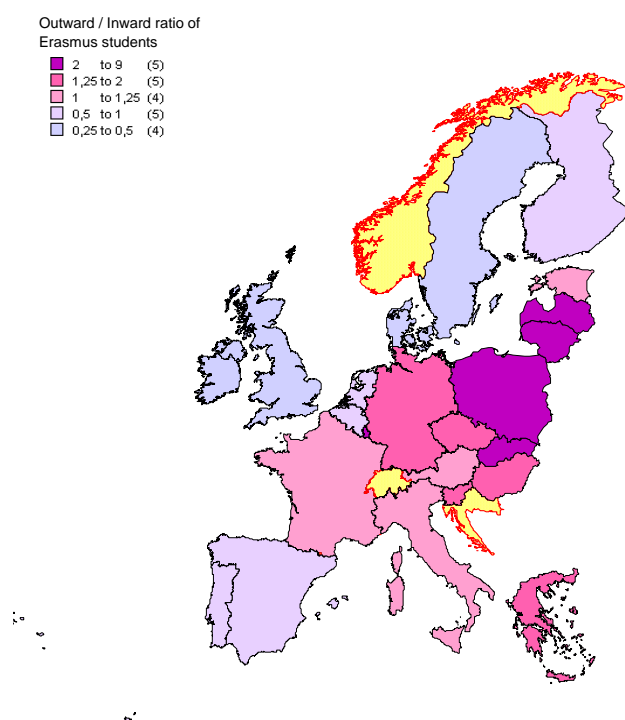 Outward / Inward ratio of
Erasmus students
2 to 9 (5)
1,25 to 2 (5)
1 to 1,25 (4)
0,5 to 1 (5)
0,25 to 0,5 (4)